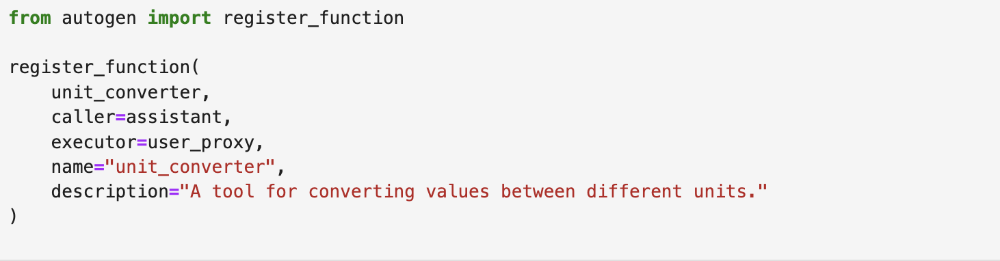 from autogen import register_function
register_function(
    unit_converter,
    caller=assistant,
    executor=user_proxy,
    name="unit_converter",
    description="A tool for converting values between different units."
)